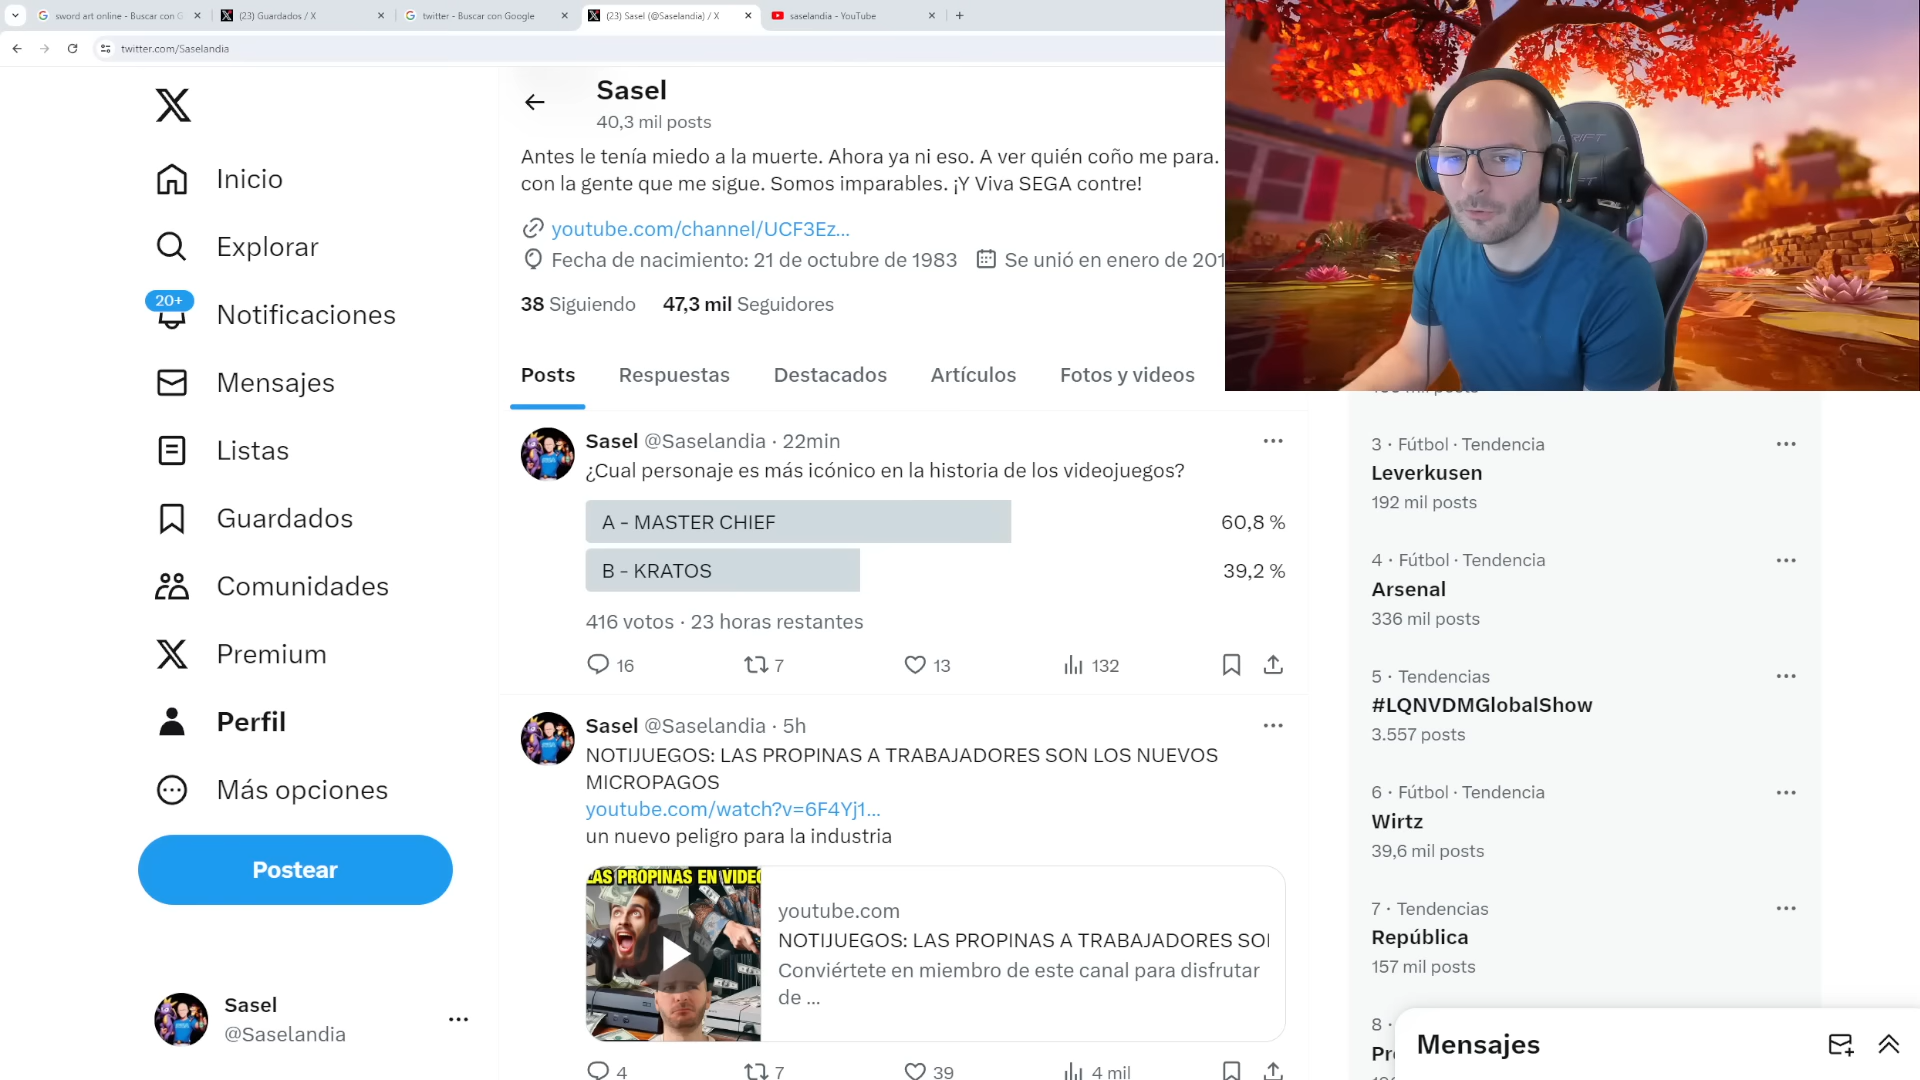 sword art online - Buscar con G
(23) Guardados / X
twitter - Buscar con Google
(23) Sasel (@Saselandia) / X
saselandia - YouTube
twitter.com/Saselandia
Inicio
Explorar
20+
Notificaciones
Mensajes
Listas
Guardados
Comunidades
Premium
Perfil
Más opciones
Postear
Sasel
@Saselandia
Sasel
40,3 mil posts
Antes le tenía miedo a la muerte. Ahora ya ni eso. A ver quién coño me para.
con la gente que me sigue. Somos imparables. ¡Y Viva SEGA contre!
youtube.com/channel/UCF3Ez...
Fecha de nacimiento: 21 de octubre de 1983 Se unió en enero de 201
38 Siguiendo 47,3 mil Seguidores
Posts Respuestas Destacados Artículos Fotos y videos
Sasel @Saselandia · 22min
¿Cual personaje es más icónico en la historia de los videojuegos?
A - MASTER CHIEF 60,8 %
B - KRATOS 39,2 %
416 votos · 23 horas restantes
16 7 13 132
Sasel @Saselandia · 5h
NOTIJUEGOS: LAS PROPINAS A TRABAJADORES SON LOS NUEVOS
MICROPAGOS
youtube.com/watch?v=6F4Yj1...
un nuevo peligro para la industria
LAS PROPINAS EN VIDEO
youtube.com
NOTIJUEGOS: LAS PROPINAS A TRABAJADORES SO
Conviértete en miembro de este canal para disfrutar
de ...
4 7 39 4 mil
3 · Fútbol · Tendencia
Leverkusen
192 mil posts
4 · Fútbol · Tendencia
Arsenal
336 mil posts
5 · Tendencias
#LQNVDMGlobalShow
3.557 posts
6 · Fútbol · Tendencia
Wirtz
39,6 mil posts
7 · Tendencias
República
157 mil posts
8 ·
Mensajes